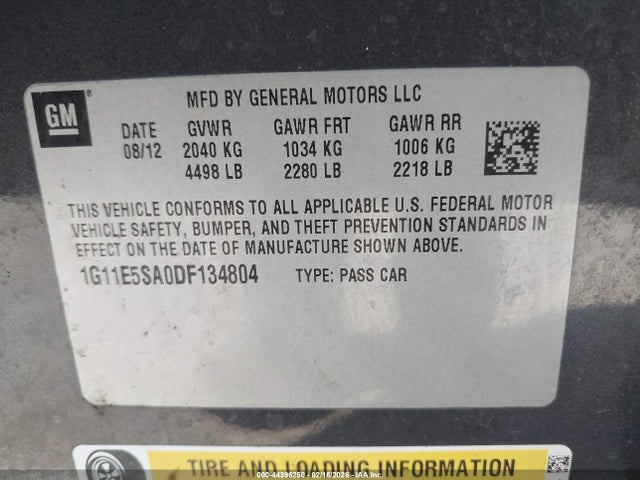 GM®
MFD BY GENERAL MOTORS LLC
DATE GVWR GAWR FRT GAWR RR
08/12 2040 KG 1034 KG 1006 KG
4498 LB 2280 LB 2218 LB
THIS VEHICLE CONFORMS TO ALL APPLICABLE U.S. FEDERAL MOTOR
VEHICLE SAFETY, BUMPER, AND THEFT PREVENTION STANDARDS IN
EFFECT ON THE DATE OF MANUFACTURE SHOWN ABOVE.
1G11E5SA0DF134804 TYPE: PASS CAR
TIRE AND LOADING INFORMATION
000-44396250 - 02/16/2026 - IAA Inc.